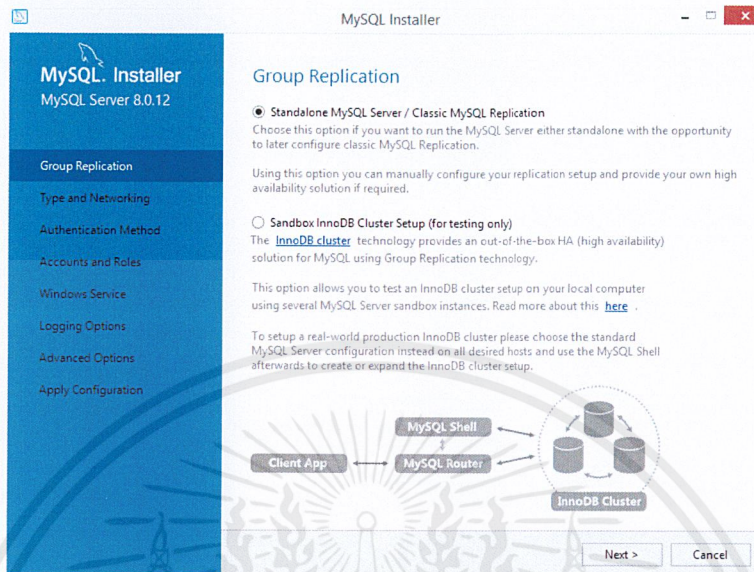 MySQL Installer
MySQL. Installer
MySQL Server 8.0.12
Group Replication
Type and Networking
Authentication Method
Accounts and Roles
Windows Service
Logging Options
Advanced Options
Apply Configuration
Group Replication
Standalone MySQL Server / Classic MySQL Replication
Choose this option if you want to run the MySQL Server either standalone with the opportunity
to later configure classic MySQL Replication.
Using this option you can manually configure your replication setup and provide your own high
availability solution if required.
Sandbox InnoDB Cluster Setup (for testing only)
The InnoDB cluster technology provides an out-of-the-box HA (high availability)
solution for MySQL using Group Replication technology.
This option allows you to test an InnoDB cluster setup on your local computer
using several MySQL Server sandbox instances. Read more about this here .
To setup a real-world production InnoDB cluster please choose the standard
MySQL Server configuration instead on all desired hosts and use the MySQL Shell
afterwards to create or expand the InnoDB cluster setup.
MySQL Shell
Client App
MySQL Router
InnoDB Cluster
Next >
Cancel